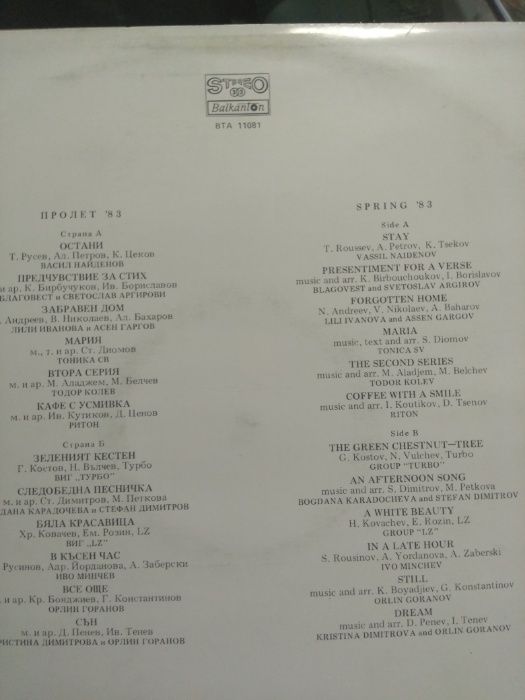 STEREO
33
Balkanton
BTA 11081
ПРОЛЕТ '83
Страна А
ОСТАНИ
Т. Русев, Ал. Петров, К. Цеков
ВАСИЛ НАЙДЕНОВ
ПРЕДЧУВСТВИЕ ЗА СТИХ
и ар. К. Бирбучуков, Ив. Бориславов
БЛАГОВЕСТ и СВЕТОСЛАВ АРГИРОВИ
ЗАБРАВЕН ДОМ
Андреев, В. Николаев, Ал. Бахаров
ЛИЛИ ИВАНОВА и АСЕН ГАРГОВ
МАРИЯ
м., т. и ар. Ст. Диомов
ТОНИКА СВ
ВТОРА СЕРИЯ
м. и ар. М. Аладжем, М. Белчев
ТОДОР КОЛЕВ
КАФЕ С УСМИВКА
м. и ар. Ив. Кутиков, Д. Ценов
РИТОН
Страна Б
ЗЕЛЕНИЯТ КЕСТЕН
Г. Костов, Н. Вълчев, Турбо
ВИГ „ТУРБО"
СЛЕДОБЕДНА ПЕСНИЧКА
м. и ар. Ст. Димитров, М. Петкова
ДАНА КАРАДОЧЕВА и СТЕФАН ДИМИТРОВ
БЯЛА КРАСАВИЦА
Хр. Ковачев, Ем. Розин, LZ
ВИГ „LZ"
В КЪСЕН ЧАС
Русинов, Адр. Йорданова, А. Заберски
ИВО МИНЧЕВ
ВСЕ ОЩЕ
и ар. Кр. Бояджиев, Г. Константинов
ОРЛИН ГОРАНОВ
СЪН
м. и ар. Д. Пенев, Ив. Тенев
РИСТИНА ДИМИТРОВА и ОРЛИН ГОРАНОВ
SPRING '83
Side A
STAY
T. Roussev, A. Petrov, K. Tsekov
VASSIL NAIDENOV
PRESENTIMENT FOR A VERSE
music and arr. K. Birbouchoukov, I. Borislavov
BLAGOVEST and SVETOSLAV ARGIROV
FORGOTTEN HOME
N. Andreev, V. Nikolaev, A. Baharov
LILI IVANOVA and ASSEN GARGOV
MARIA
music, text and arr. S. Diomov
TONICA SV
THE SECOND SERIES
music and arr. M. Aladjem, M. Belchev
TODOR KOLEV
COFFEE WITH A SMILE
music and arr. I. Koutikov, D. Tsenov
RITON
Side B
THE GREEN CHESTNUT—TREE
G. Kostov, N. Vulchev, Turbo
GROUP "TURBO"
AN AFTERNOON SONG
music and arr. S. Dimitrov, M. Petkova
BOGDANA KARADOCHEVA and STEFAN DIMITROV
A WHITE BEAUTY
H. Kovachev, E. Rozin, LZ
GROUP "LZ"
IN A LATE HOUR
S. Rousinov, A. Yordanova, A. Zaberski
IVO MINCHEV
STILL
music and arr. K. Boyadjiev, G. Konstantinov
ORLIN GORANOV
DREAM
music and arr. D. Penev, I. Tenev
KRISTINA DIMITROVA and ORLIN GORANOV